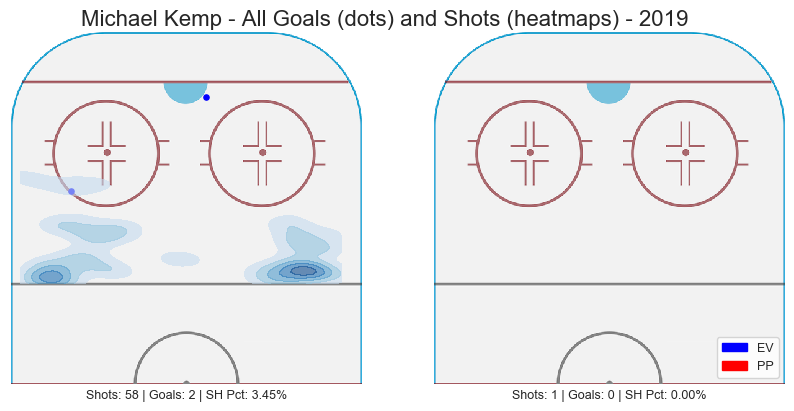 Michael Kemp - All Goals (dots) and Shots (heatmaps) - 2019
EV
PP
Shots: 58 | Goals: 2 | SH Pct: 3.45%
Shots: 1 | Goals: 0 | SH Pct: 0.00%